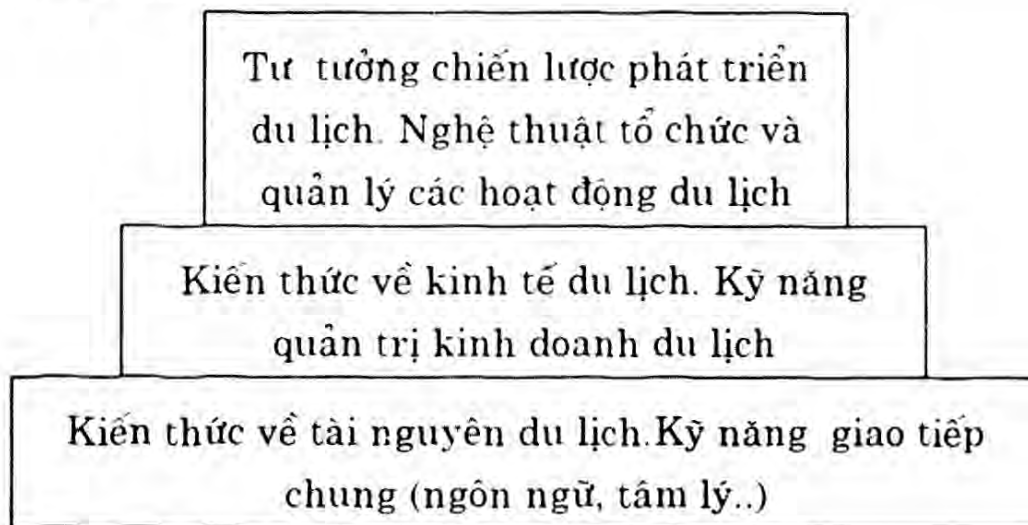 Tư tưởng chiến lược phát triển
du lịch. Nghệ thuật tổ chức và
quản lý các hoạt động du lịch
Kiến thức về kinh tế du lịch. Kỹ năng
quản trị kinh doanh du lịch
Kiến thức về tài nguyên du lịch.Kỹ năng giao tiếp
chung (ngôn ngữ, tâm lý..)